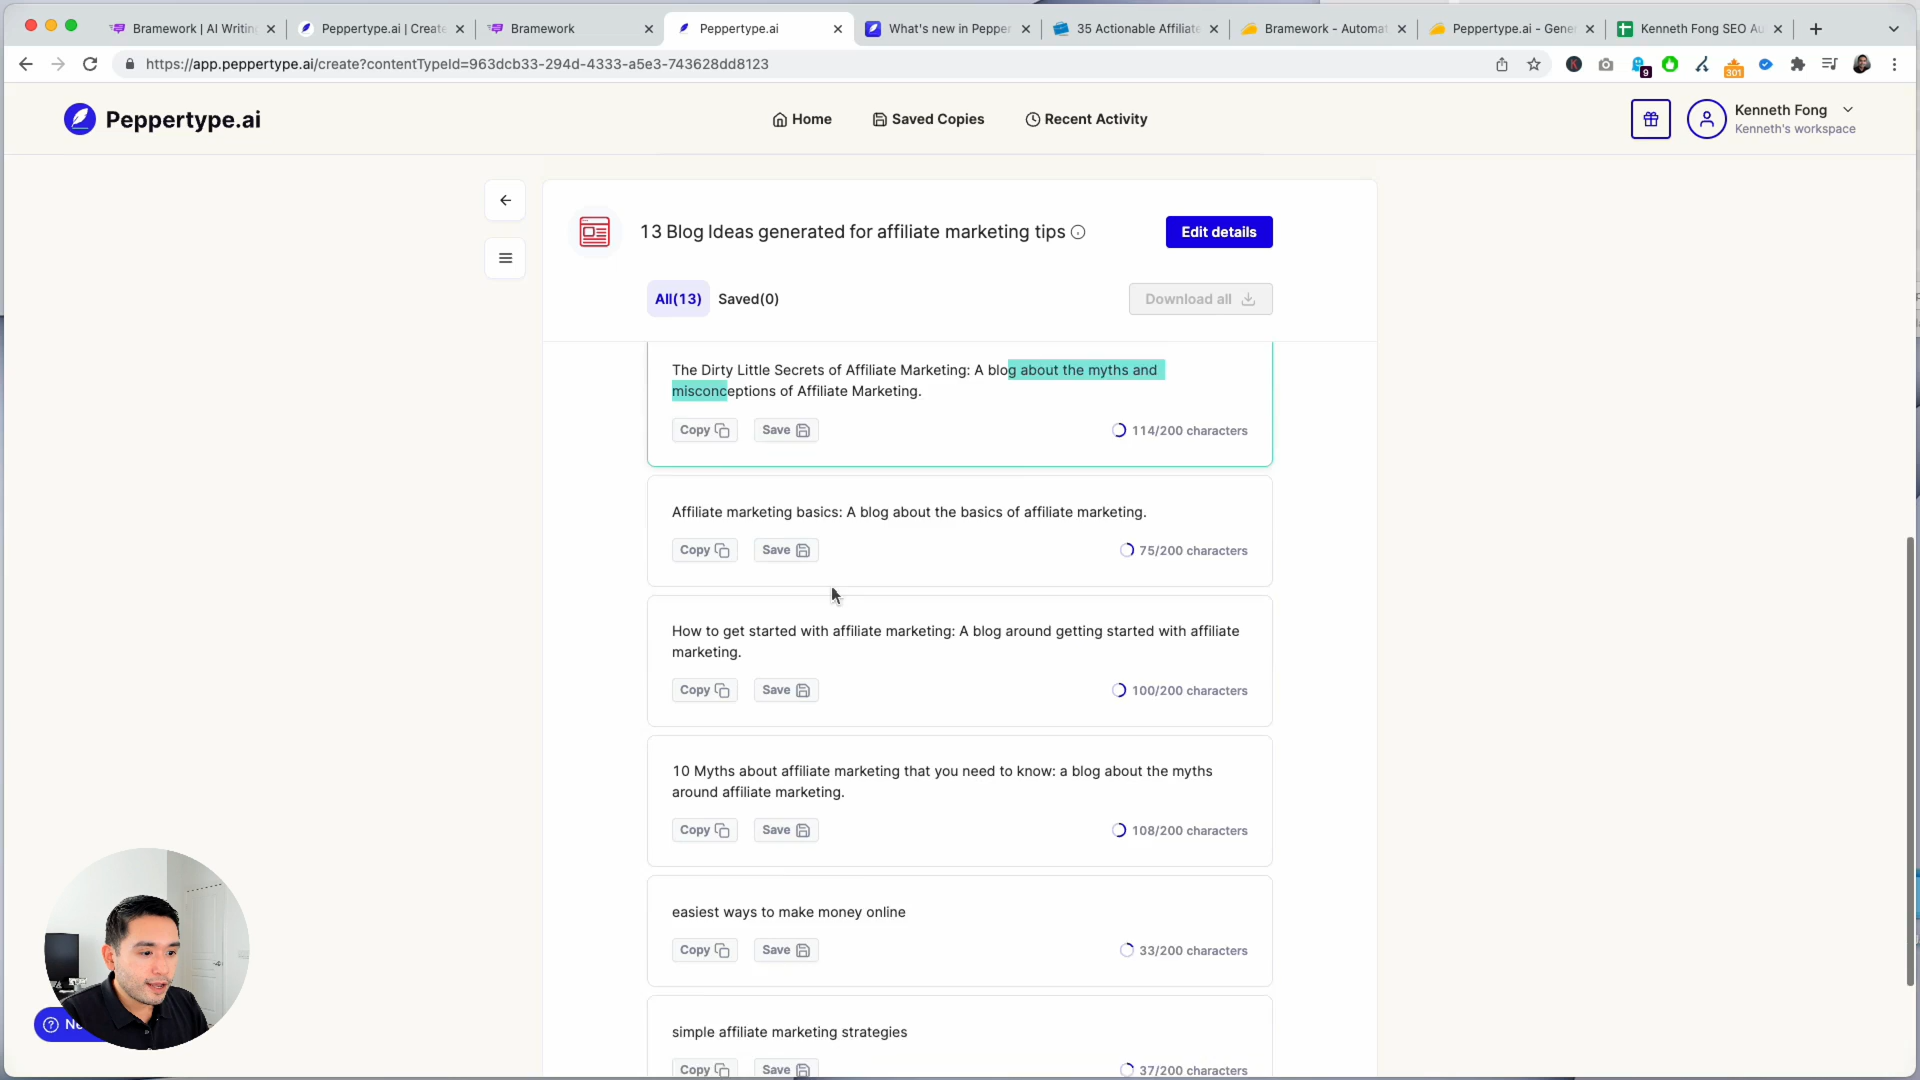 Bramework | AI Writin
Peppertype.ai | Create
Bramework
Peppertype.ai
What's new in Pepper
35 Actionable Affiliate
Bramework - Automat
Peppertype.ai - Gene
Kenneth Fong SEO Au
https://app.peppertype.ai/create?contentTypeId=963dcb33-294d-4333-a5e3-743628dd8123
9
301
Peppertype.ai
Home
Saved Copies
Recent Activity
Kenneth Fong
Kenneth's workspace
13 Blog Ideas generated for affiliate marketing tips
Edit details
All(13)
Saved(0)
Download all
The Dirty Little Secrets of Affiliate Marketing: A blog about the myths and
misconceptions of Affiliate Marketing.
Copy
Save
114/200 characters
Affiliate marketing basics: A blog about the basics of affiliate marketing.
Copy
Save
75/200 characters
How to get started with affiliate marketing: A blog around getting started with affiliate
marketing.
Copy
Save
100/200 characters
10 Myths about affiliate marketing that you need to know: a blog about the myths
around affiliate marketing.
Copy
Save
108/200 characters
easiest ways to make money online
Copy
Save
33/200 characters
simple affiliate marketing strategies
Copy
Save
37/200 characters